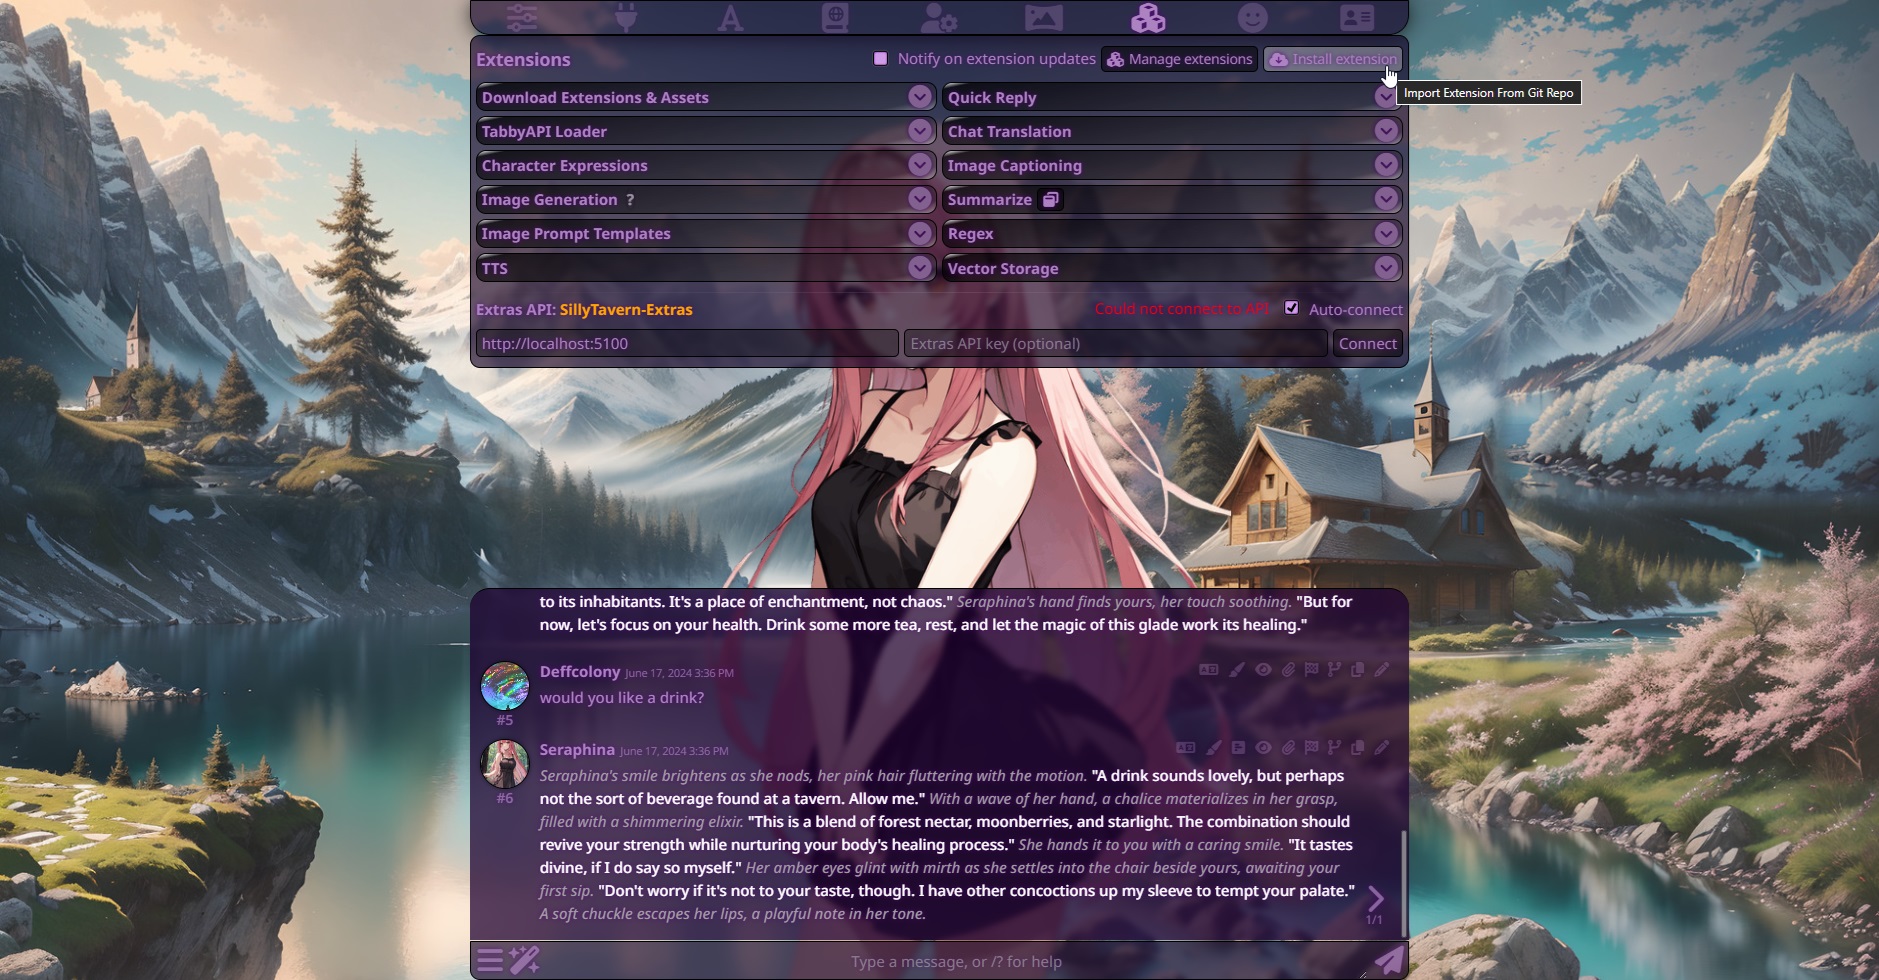 Extensions
Notify on extension updates
Manage extensions
Install extension
Import Extension From Git Repo
Download Extensions & Assets
Quick Reply
TabbyAPI Loader
Chat Translation
Character Expressions
Image Captioning
Image Generation ?
Summarize
Image Prompt Templates
Regex
TTS
Vector Storage
Extras API: SillyTavern-Extras
Could not connect to API
Auto-connect
http://localhost:5100
Extras API key (optional)
Connect
to its inhabitants. It's a place of enchantment, not chaos." Seraphina's hand finds yours, her touch soothing. "But for
now, let's focus on your health. Drink some more tea, rest, and let the magic of this glade work its healing."
Deffcolony June 17, 2024 3:36 PM
would you like a drink?
#5
Seraphina June 17, 2024 3:36 PM
Seraphina's smile brightens as she nods, her pink hair fluttering with the motion. "A drink sounds lovely, but perhaps
not the sort of beverage found at a tavern. Allow me." With a wave of her hand, a chalice materializes in her grasp,
#6
filled with a shimmering elixir. "This is a blend of forest nectar, moonberries, and starlight. The combination should
revive your strength while nurturing your body's healing process." She hands it to you with a caring smile. "It tastes
divine, if I do say so myself." Her amber eyes glint with mirth as she settles into the chair beside yours, awaiting your
first sip. "Don't worry if it's not to your taste, though. I have other concoctions up my sleeve to tempt your palate."
A soft chuckle escapes her lips, a playful note in her tone.
1/1
Type a message, or /? for help